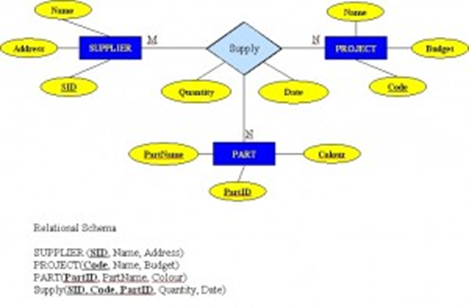 Name
Name
Address
SUPPLIER
M
Supply
N
PROJECT
Budget
SID
Quantity
Date
Code
N
PartName
PART
Colour
PartID
Relational Schema
SUPPLIER (SID, Name, Address)
PROJECT(Code, Name, Budget)
PART(PartID, PartName, Colour)
Supply(SID, Code, PartID, Quantity, Date)